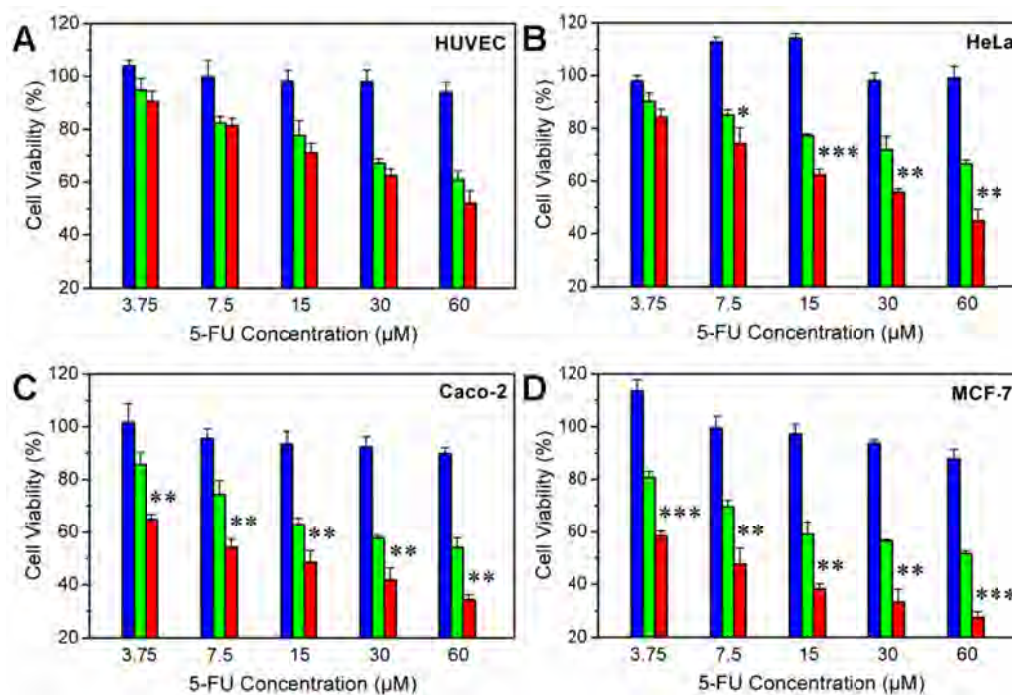 A
HUVEC
120
100
80
60
40
20
Cell Viability (%)
3.75 7.5 15 30 60
5-FU Concentration (µM)
B
HeLa
120
100
80
60
40
20
Cell Viability (%)
*
***
**
**
3.75 7.5 15 30 60
5-FU Concentration (µM)
C
Caco-2
120
100
80
60
40
20
Cell Viability (%)
**
**
**
**
**
3.75 7.5 15 30 60
5-FU Concentration (µM)
D
MCF-7
120
100
80
60
40
20
Cell Viability (%)
***
**
**
**
***
3.75 7.5 15 30 60
5-FU Concentration (µM)